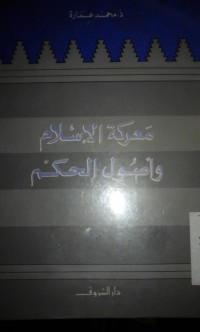 د. محمد عمارة
معركة الإسلام
وأصول الحكم
دار الشروق